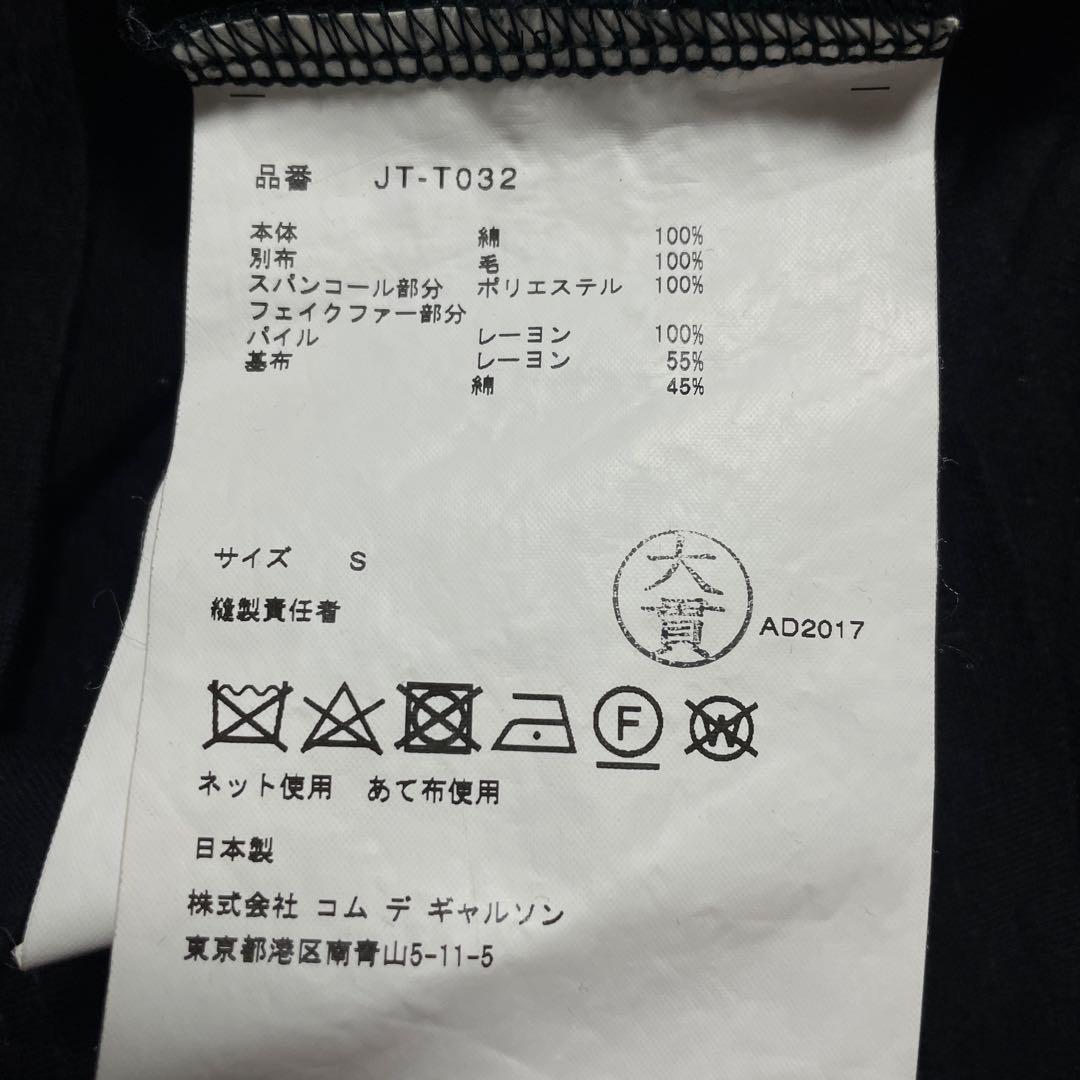 品番 JT-T032
本体 綿 100%
別布 毛 100%
スパンコール部分 ポリエステル 100%
フェイクファー部分
パイル レーヨン 100%
基布 レーヨン 55%
綿 45%
サイズ S
縫製責任者
大貫
AD2017
F W
ネット使用 あて布使用
日本製
株式会社 コム デ ギャルソン
東京都港区南青山5-11-5